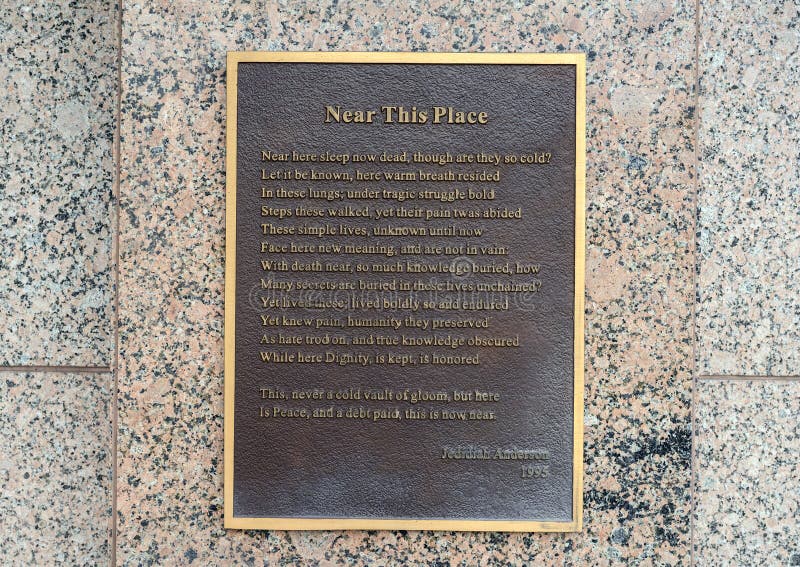 Near This Place
Near here sleep now dead, though are they so cold?
Let it be known, here warm breath resided
In these lungs; under tragic struggle bold
Steps these walked, yet their pain twas abided
These simple lives, unknown until now
Face here new meaning, and are not in vain:
With death near, so much knowledge buried, how
Many secrets are buried in these lives unchained?
Yet lived these; lived boldly so and endured
Yet knew pain, humanity they preserved
As hate trod on, and true knowledge obscured
While here Dignity, is kept, is honored
This, never a cold vault of gloom, but here
Is Peace, and a debt paid, this is now near.
Jedidiah Anderson
1995